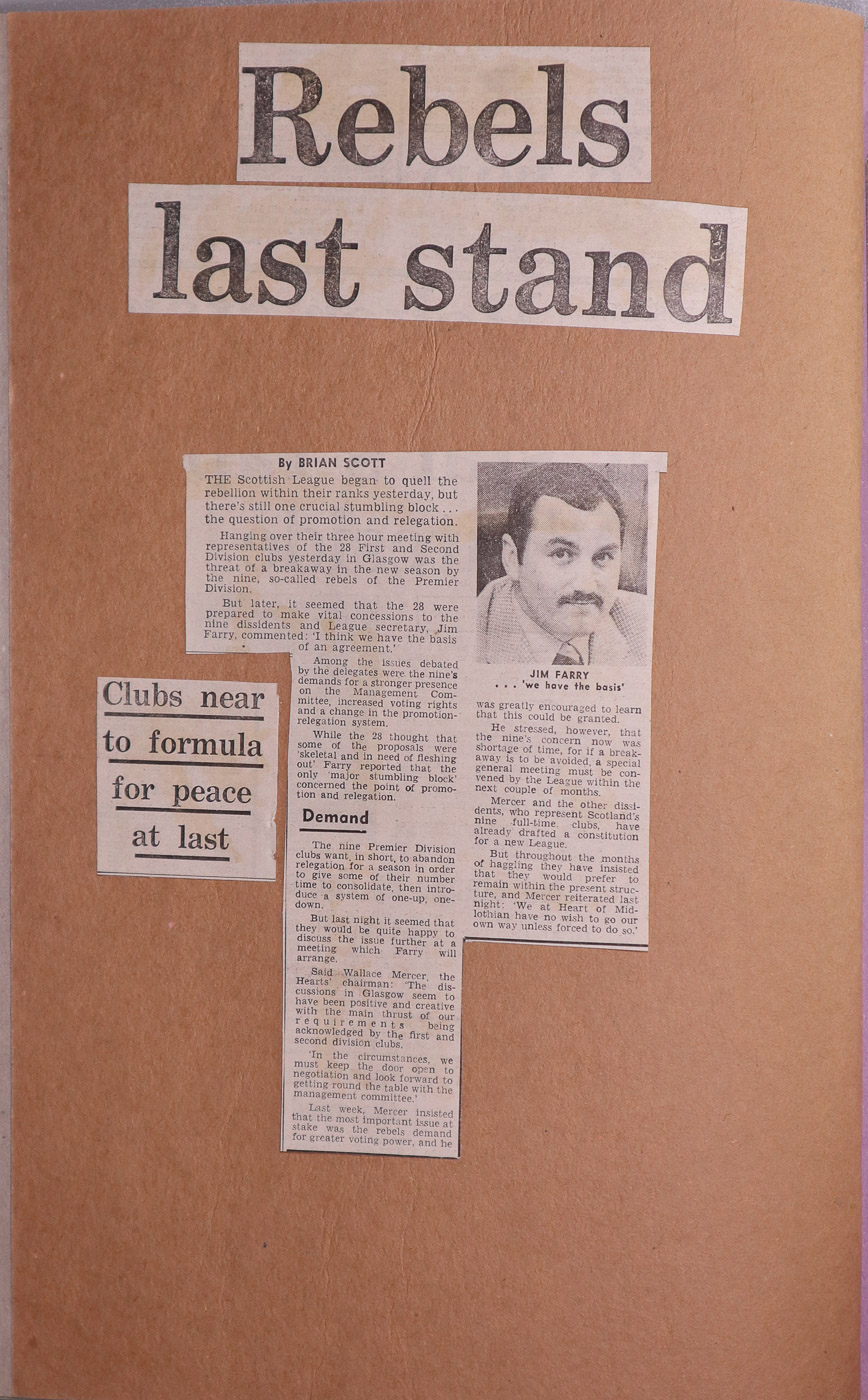 Rebels
last stand
Clubs near
to formula
for peace
at last
By BRIAN SCOTT
THE Scottish League began to quell the
rebellion within their ranks yesterday, but
there's still one crucial stumbling block . . .
the question of promotion and relegation.
Hanging over their three hour meeting with
representatives of the 28 First and Second
Division clubs yesterday in Glasgow was the
threat of a breakaway in the new season by
the nine, so-called rebels of the Premier
Division.
But later, it seemed that the 28 were
prepared to make vital concessions to the
nine dissidents and League secretary, Jim
Farry, commented: 'I think we have the basis
of an agreement.'
Among the issues debated
by the delegates were the nine's
demands for a stronger presence
on the Management Com-
mittee, increased voting rights
and a change in the promotion-
relegation system.
While the 28 thought that
some of the proposals were
'skeletal and in need of fleshing
out' Farry reported that the
only 'major stumbling block'
concerned the point of promo-
tion and relegation.
Demand
The nine Premier Division
clubs want, in short, to abandon
relegation for a season in order
to give some of their number
time to consolidate, then intro-
duce a system of one-up, one-
down.
But last night it seemed that
they would be quite happy to
discuss the issue further at a
meeting which Farry will
arrange.
Said Wallace Mercer, the
Hearts' chairman: 'The dis-
cussions in Glasgow seem to
have been positive and creative
with the main thrust of our
requirements being
acknowledged by the first and
second division clubs.
'In the circumstances, we
must keep the door open to
negotiation and look forward to
getting round the table with the
management committee.'
Last week, Mercer insisted
that the most important issue at
stake was the rebels demand
for greater voting power, and he
JIM FARRY
. . . 'we have the basis'
was greatly encouraged to learn
that this could be granted.
He stressed, however, that
the nine's concern now was
shortage of time, for if a break-
away is to be avoided, a special
general meeting must be con-
vened by the League within the
next couple of months.
Mercer and the other dissi-
dents, who represent Scotland's
nine full-time clubs, have
already drafted a constitution
for a new League.
But throughout the months
of haggling they have insisted
that they would prefer to
remain within the present struc-
ture, and Mercer reiterated last
night: 'We at Heart of Mid-
lothian have no wish to go our
own way unless forced to do so.'